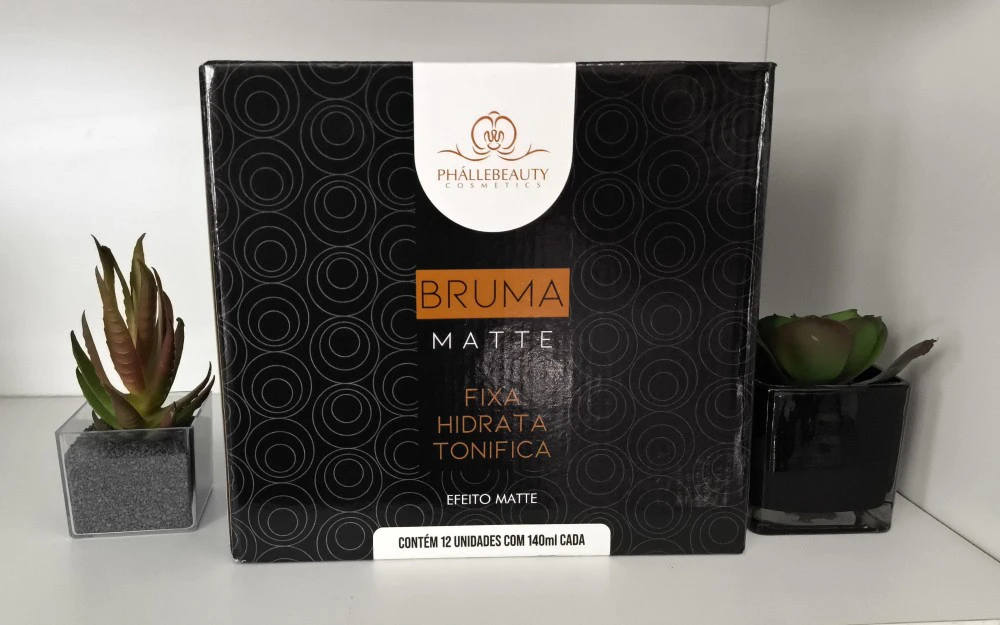 PHÁLLEBEAUTY
COSMETICS
BRUMA
MATTE
FIXA
HIDRATA
TONIFICA
EFEITO MATTE
CONTÉM 12 UNIDADES COM 140ml CADA